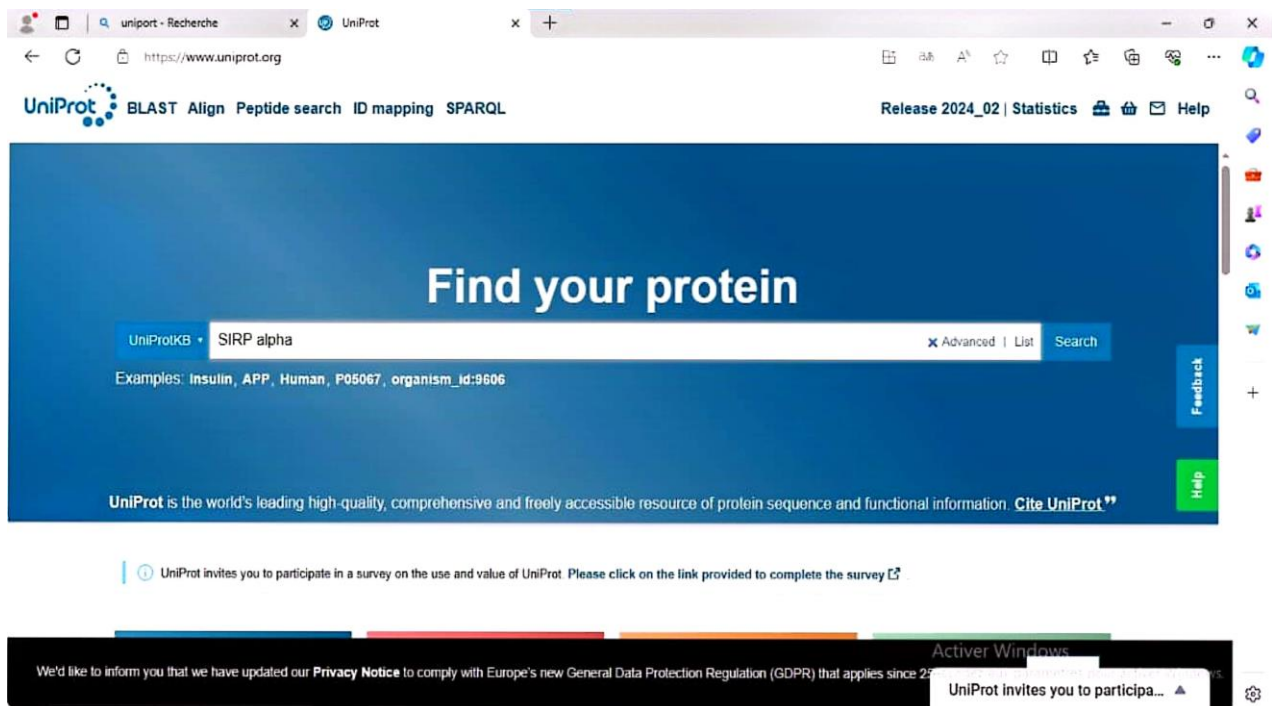 uniport - Recherche
UniProt
https://www.uniprot.org
UniProt BLAST Align Peptide search ID mapping SPARQL
Release 2024_02 | Statistics Help
Find your protein
UniProtKB SIRP alpha Advanced | List Search
Examples: Insulin, APP, Human, P05067, organism_id:9606
Feedback
Help
UniProt is the world's leading high-quality, comprehensive and freely accessible resource of protein sequence and functional information. Cite UniProt
UniProt invites you to participate in a survey on the use and value of UniProt. Please click on the link provided to complete the survey
Activer Windows
We'd like to inform you that we have updated our Privacy Notice to comply with Europe's new General Data Protection Regulation (GDPR) that applies since
UniProt invites you to participa...